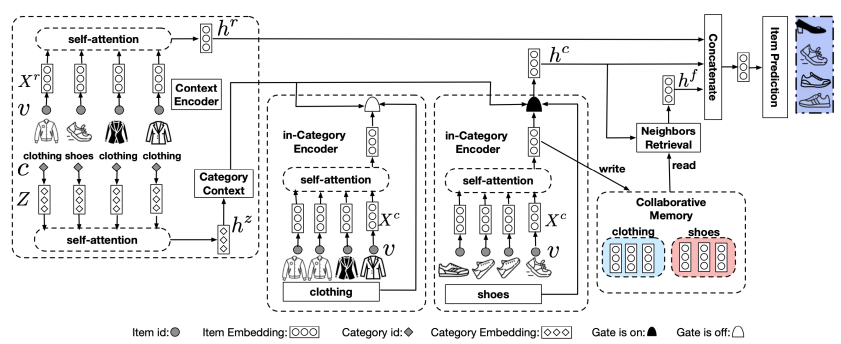 self-attention
h^r
X^r
v
Context
Encoder
clothing shoes clothing clothing
c
Z
Category
Context
self-attention
h^z
in-Category
Encoder
self-attention
X^c
v
clothing
in-Category
Encoder
self-attention
X^c
v
shoes
h^c
write
read
Neighbors
Retrieval
h^f
Collaborative
Memory
clothing shoes
Concatenate
Item Prediction
Item id: Item Embedding: Category id: Category Embedding: Gate is on: Gate is off: